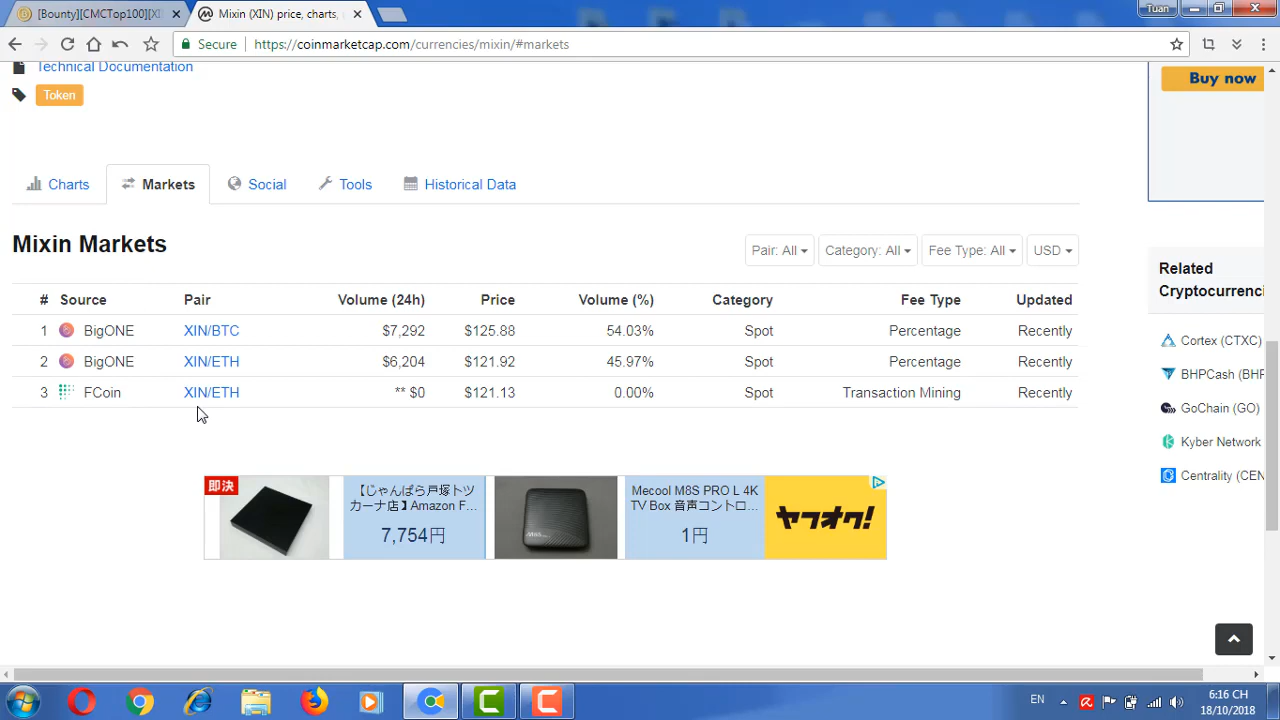 [Bounty][CMCTop100][XI
Mixin (XIN) price, charts,
Tuan
Secure
https://coinmarketcap.com/currencies/mixin/#markets
Technical Documentation
Token
Buy now
Charts
Markets
Social
Tools
Historical Data
Mixin Markets
Pair: All
Category: All
Fee Type: All
USD
# Source Pair Volume (24h) Price Volume (%) Category Fee Type Updated
1 BigONE XIN/BTC $7,292 $125.88 54.03% Spot Percentage Recently
2 BigONE XIN/ETH $6,204 $121.92 45.97% Spot Percentage Recently
3 FCoin XIN/ETH ** $0 $121.13 0.00% Spot Transaction Mining Recently
Related
Cryptocurrenci
Cortex (CTXC)
BHPCash (BHF
GoChain (GO)
Kyber Network
Centrality (CEN
即決
【じゃんぱら戸塚トツ
カーナ店】Amazon F...
7,754円
Mecool M8S PRO L 4K
TV Box 音声コントロ...
1円
ヤフオク!
EN
6:16 CH
18/10/2018